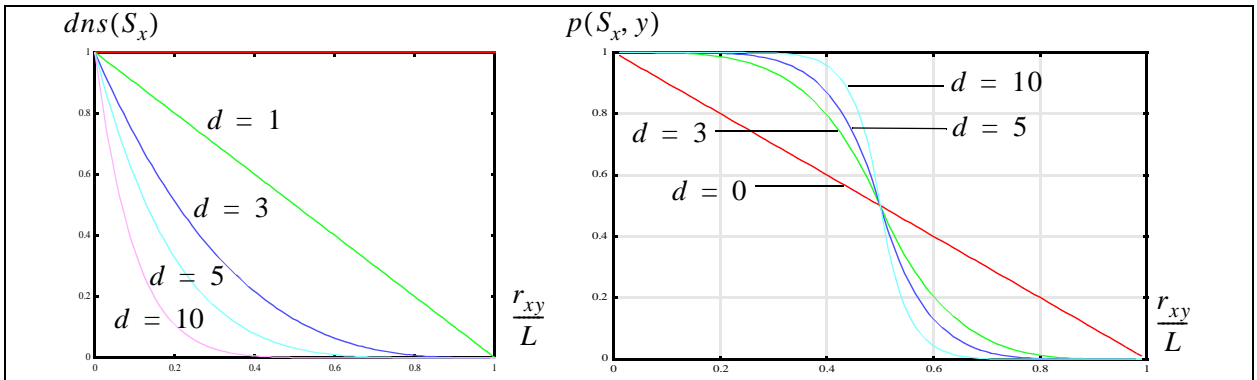 dns(S_x)
1
0.8
0.6
0.4
0.2
0
0
0.2
0.4
0.6
0.8
1
d = 1
d = 3
d = 5
d = 10
r_xy
L
p(S_x, y)
1
0.8
0.6
0.4
0.2
0
0
0.2
0.4
0.6
0.8
1
d = 10
d = 5
d = 3
d = 0
r_xy
L